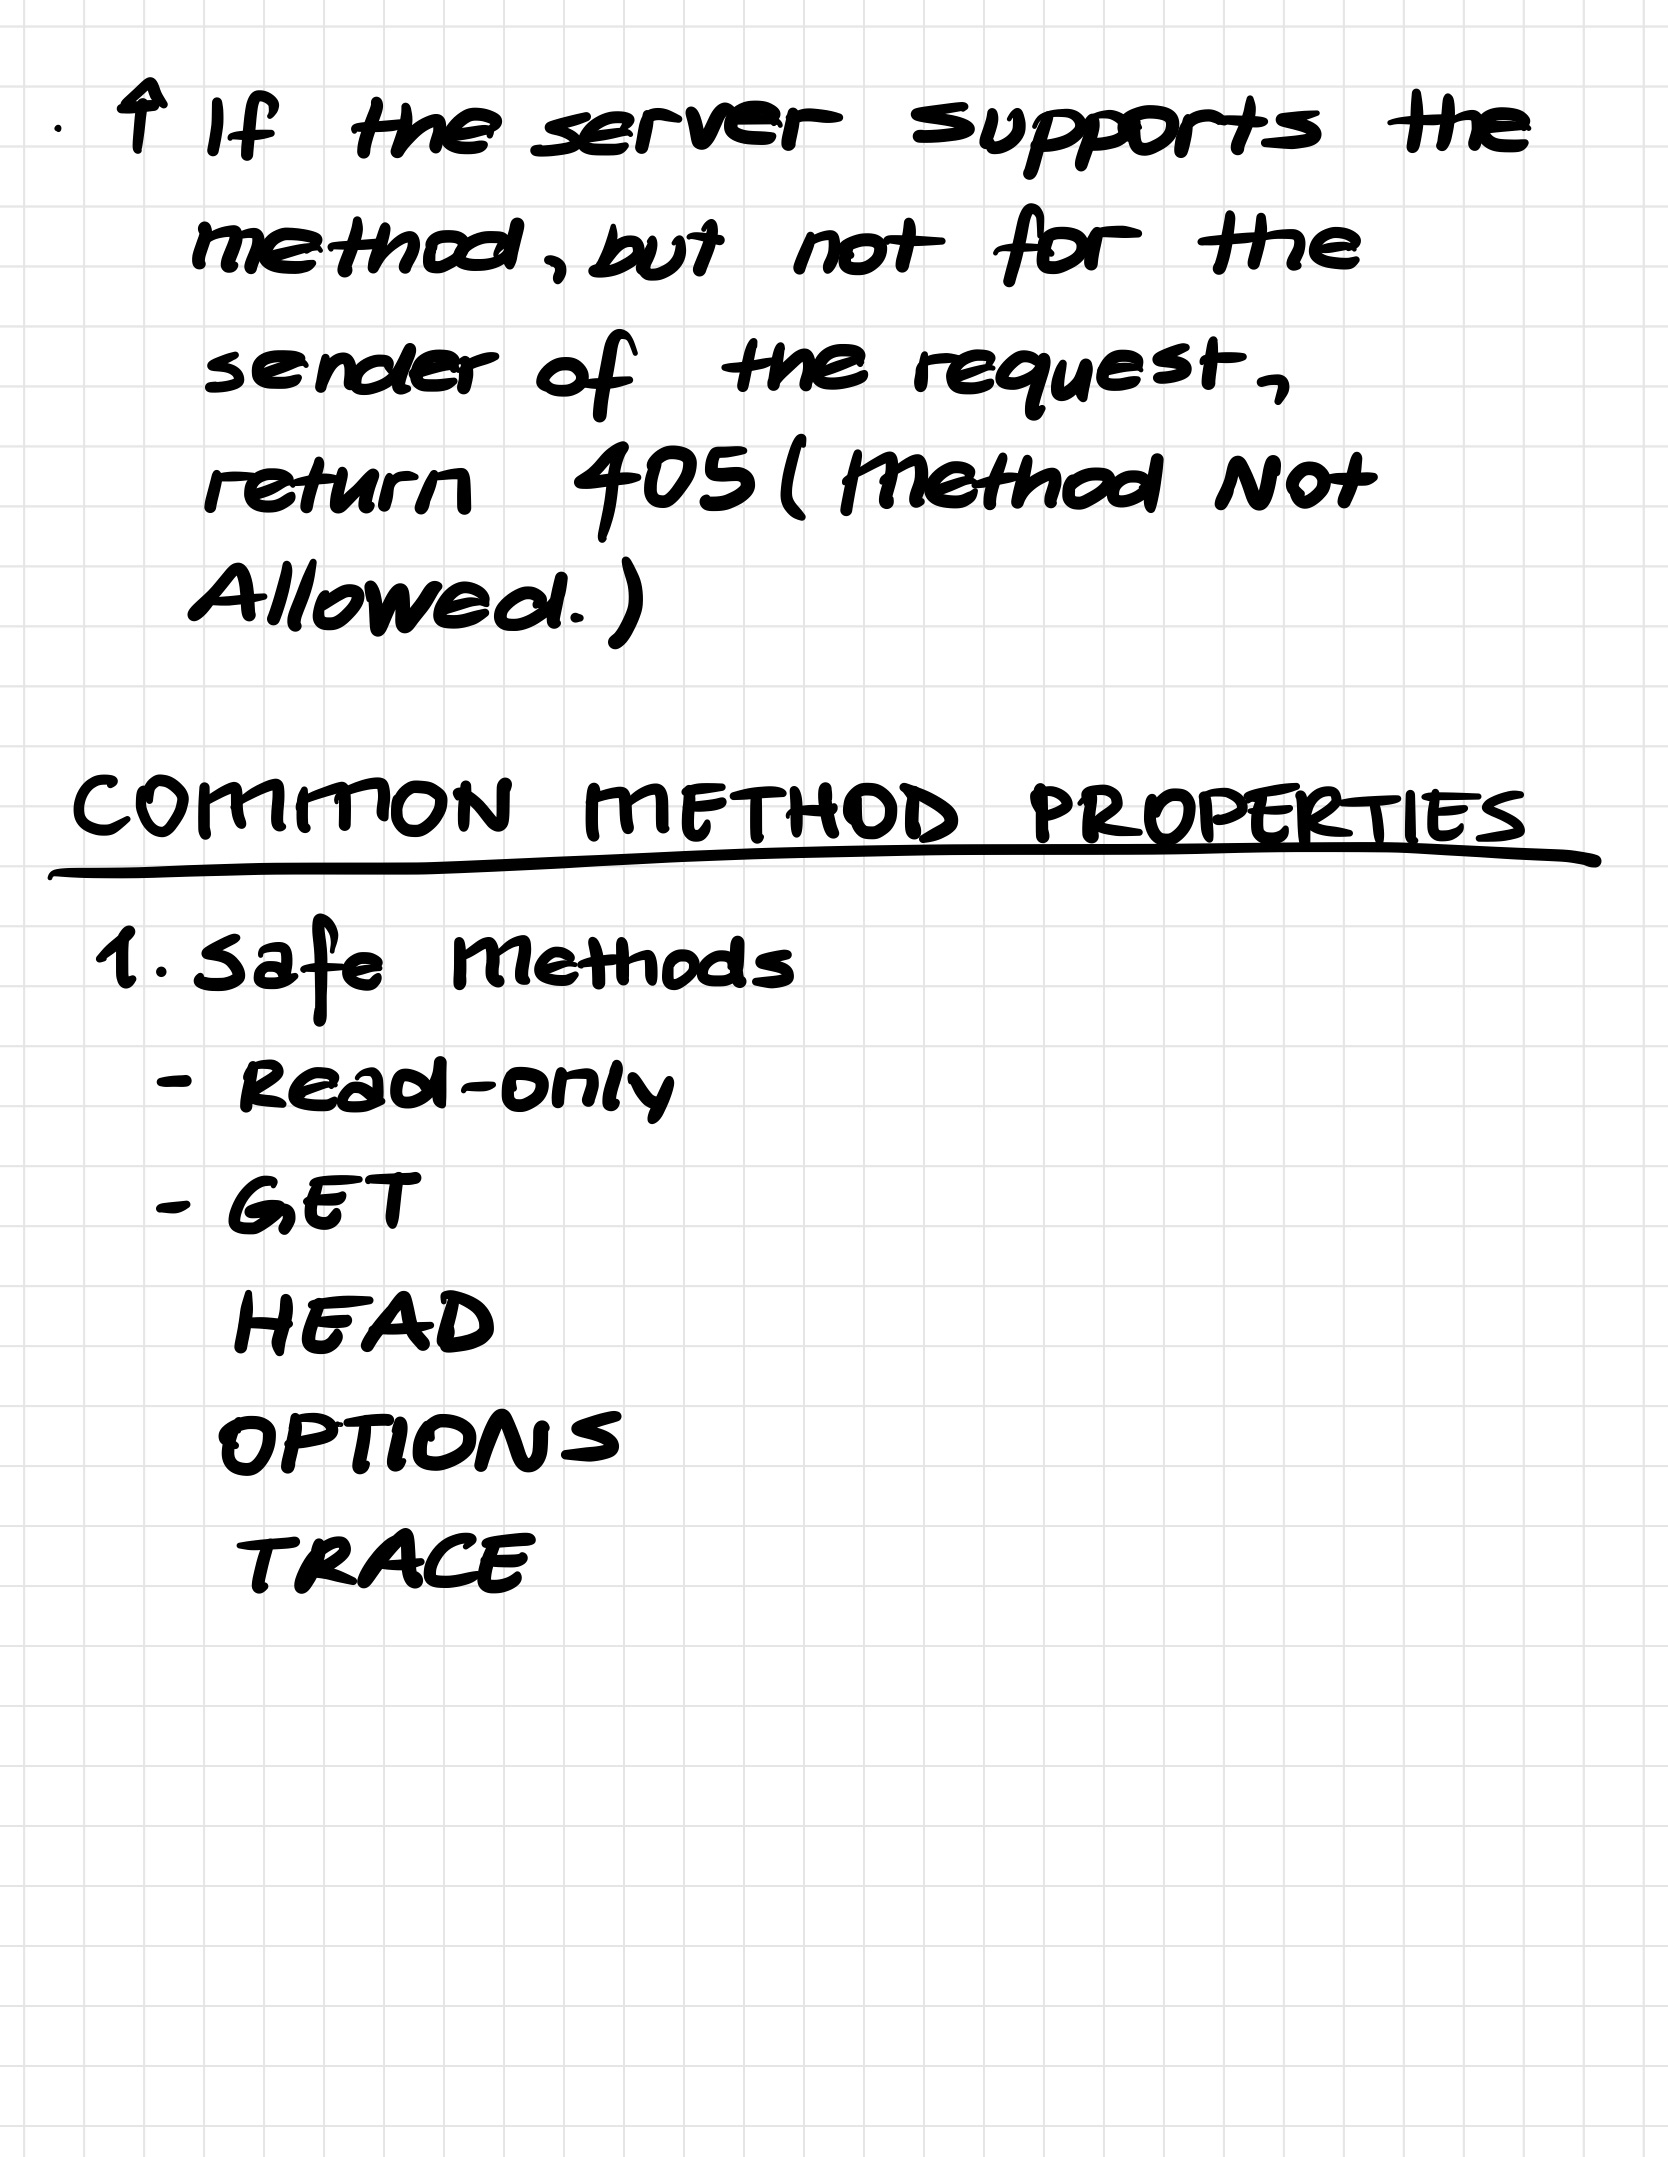 ↑ If the server supports the
method, but not for the
sender of the request,
return 405 (Method Not
Allowed.)
COMMON METHOD PROPERTIES
1. Safe Methods
- Read-only
- GET
HEAD
OPTIONS
TRACE